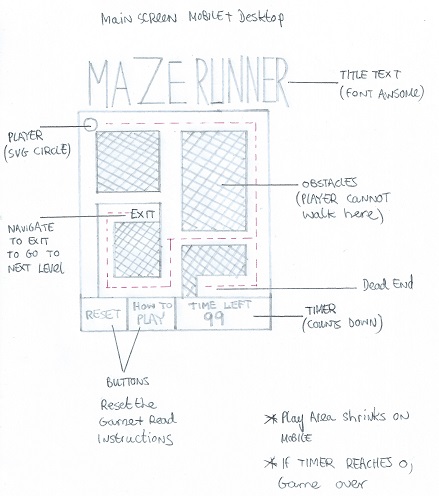 Main SCREEN MOBILE + Desktop
MAZE RUNNER
TITLE TEXT
(FONT AWSOME)
PLAYER
(SVG CIRCLE)
OBSTACLES
(PLAYER CANNOT
WALK here)
EXIT
NAVIGATE
TO EXIT
TO GO TO
NEXT LEVEL
Dead End
RESET
HOW TO
PLAY
TIME LEFT
99
TIMER
(COUNTS DOWN)
BUTTONS
Reset the
Game + Read
Instructions
* Play Area shrinks on
MOBILE
* IF TIMER REACHES 0,
Game over